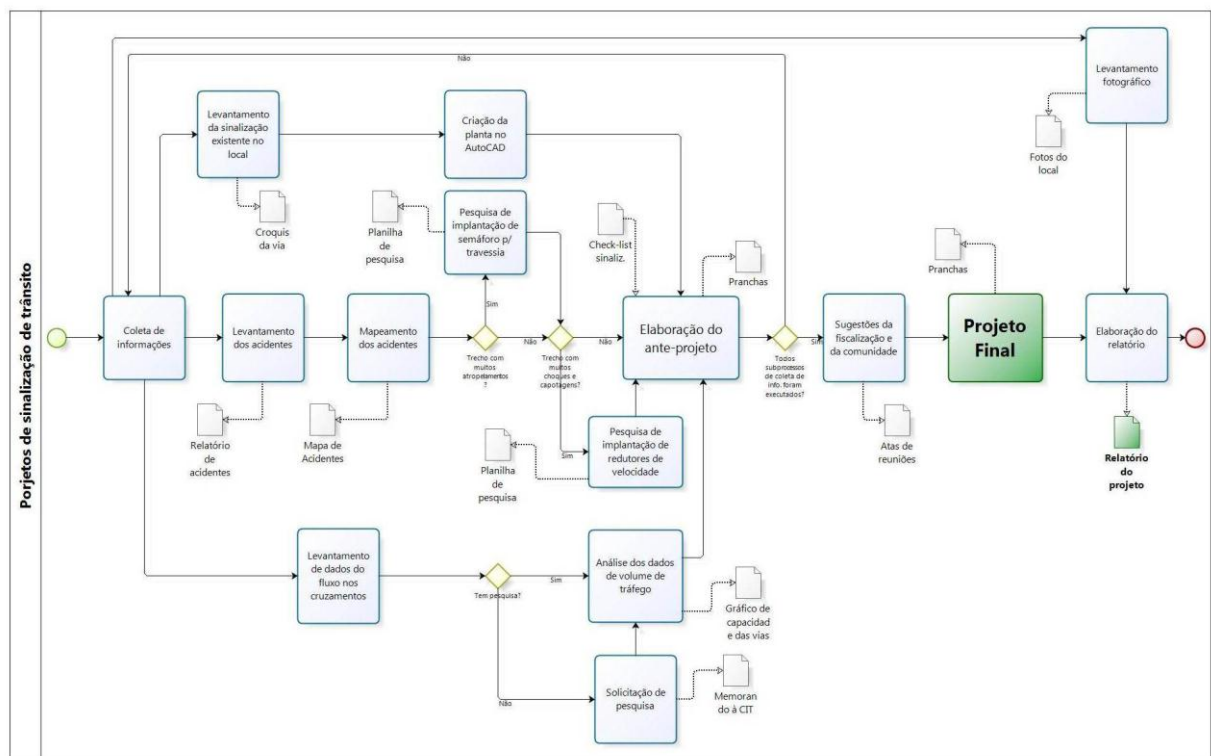 Porjetos de sinalização de trânsito
Não
Levantamento
fotográfico
Levantamento
da sinalização
existente no
local
Criação da
planta no
AutoCAD
Fotos do
local
Croquis
da via
Planilha
de
pesquisa
Pesquisa de
implantação de
semáforo p/
travessia
Check-list
sinaliz.
Pranchas
Pranchas
Sim
Coleta de
informações
Levantamento
dos acidentes
Mapeamento
dos acidentes
Não
Trecho com
muitos
atropelamentos
?
Não
Trecho com
muitos
choques e
capotagens?
Elaboração do
ante-projeto
Sim
Todos
subprocessos
de coleta de
info. foram
executados?
Sugestões da
fiscalização e
da comunidade
Projeto
Final
Elaboração do
relatório
Relatório
de
acidentes
Mapa de
Acidentes
Sim
Planilha
de
pesquisa
Pesquisa de
implantação de
redutores de
velocidade
Atas de
reuniões
Relatório
do
projeto
Levantamento
de dados do
fluxo nos
cruzamentos
Tem pesquisa?
Sim
Análise dos dados
de volume de
tráfego
Gráfico de
capacidad
e das vias
Não
Solicitação de
pesquisa
Memoran
do à CIT